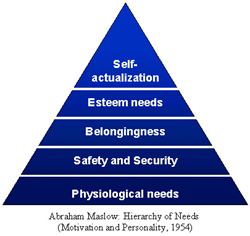 Self-
actualization
Esteem needs
Belongingness
Safety and Security
Physiological needs
Abraham Maslow: Hierarchy of Needs
(Motivation and Personality, 1954)